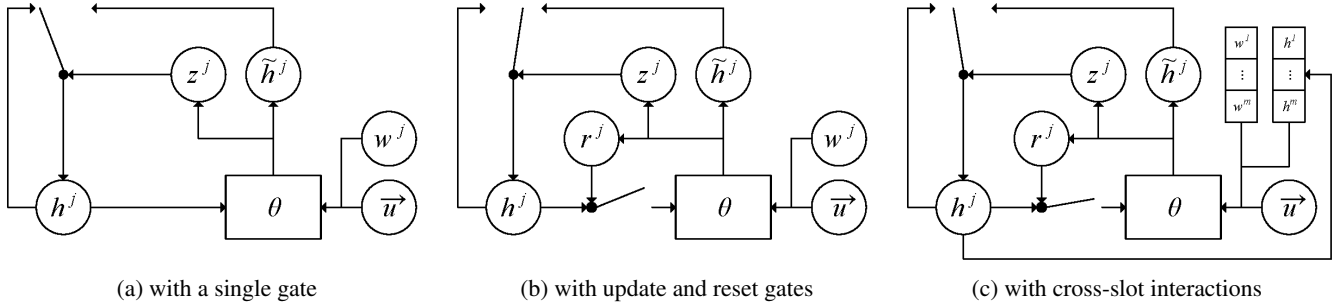 z^j
h̃^j
w^j
h^j
θ
u⃗
(a) with a single gate
z^j
h̃^j
r^j
w^j
h^j
θ
u⃗
(b) with update and reset gates
w^1 h^1
⋮ ⋮
w^m h^m
z^j
h̃^j
r^j
h^j
θ
u⃗
(c) with cross-slot interactions